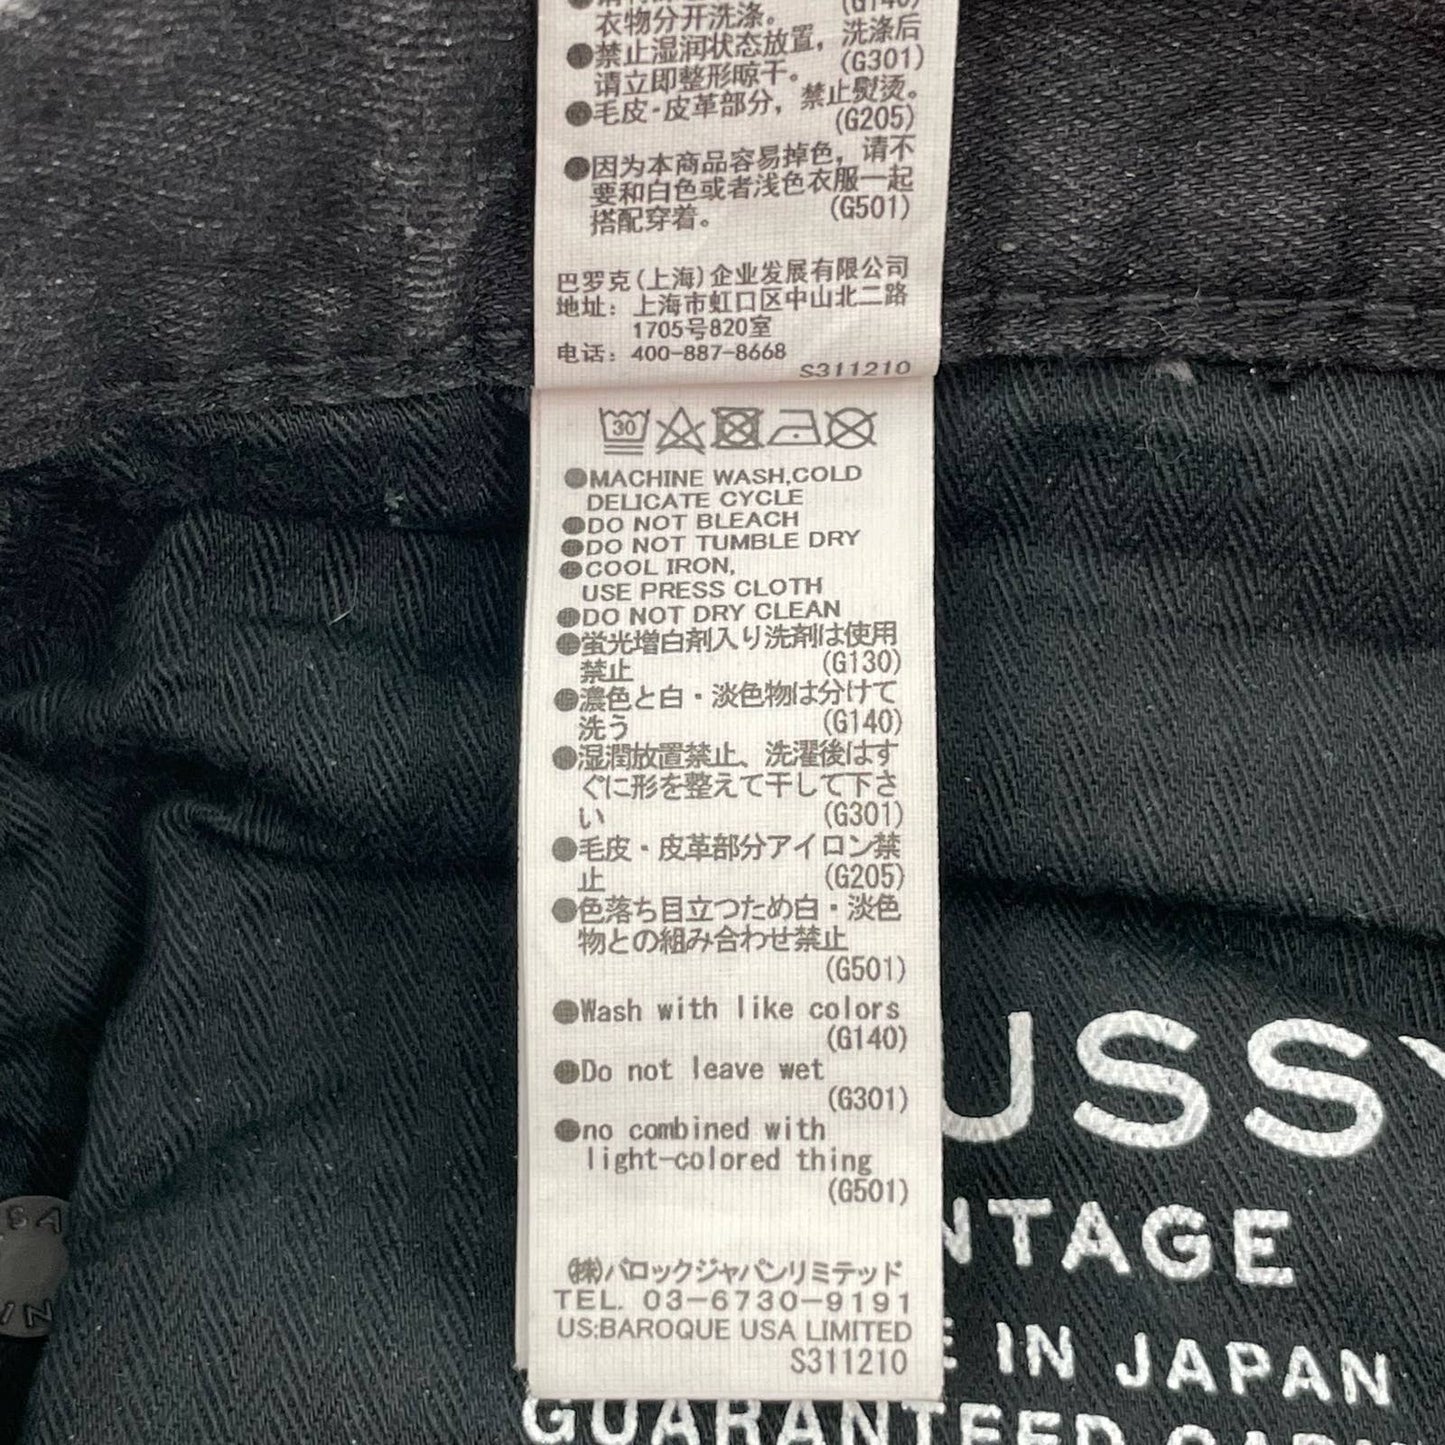 衣物分开洗涤。 (G140)
●禁止湿润状态放置，洗涤后
请立即整形晾干。 (G301)
●毛皮-皮革部分，禁止熨烫。
(G205)
●因为本商品容易掉色，请不
要和白色或者浅色衣服一起
搭配穿着。 (G501)
巴罗克(上海)企业发展有限公司
地址：上海市虹口区中山北二路
1705号820室
电话：400-887-8668
S311210
30
●MACHINE WASH,COLD
DELICATE CYCLE
●DO NOT BLEACH
●DO NOT TUMBLE DRY
●COOL IRON,
USE PRESS CLOTH
●DO NOT DRY CLEAN
●蛍光増白剤入り洗剤は使用
禁止 (G130)
●濃色と白・淡色物は分けて
洗う (G140)
●湿潤放置禁止、洗濯後はす
ぐに形を整えて干して下さ
い (G301)
●毛皮・皮革部分アイロン禁
止 (G205)
●色落ち目立つため白・淡色
物との組み合わせ禁止
(G501)
●Wash with like colors
(G140)
●Do not leave wet
(G301)
●no combined with
light-colored thing
(G501)
(株)バロックジャパンリミテッド
TEL. 03-6730-9191
US:BAROQUE USA LIMITED
S311210
USSY
NTAGE
E IN JAPAN
GUARANTEED